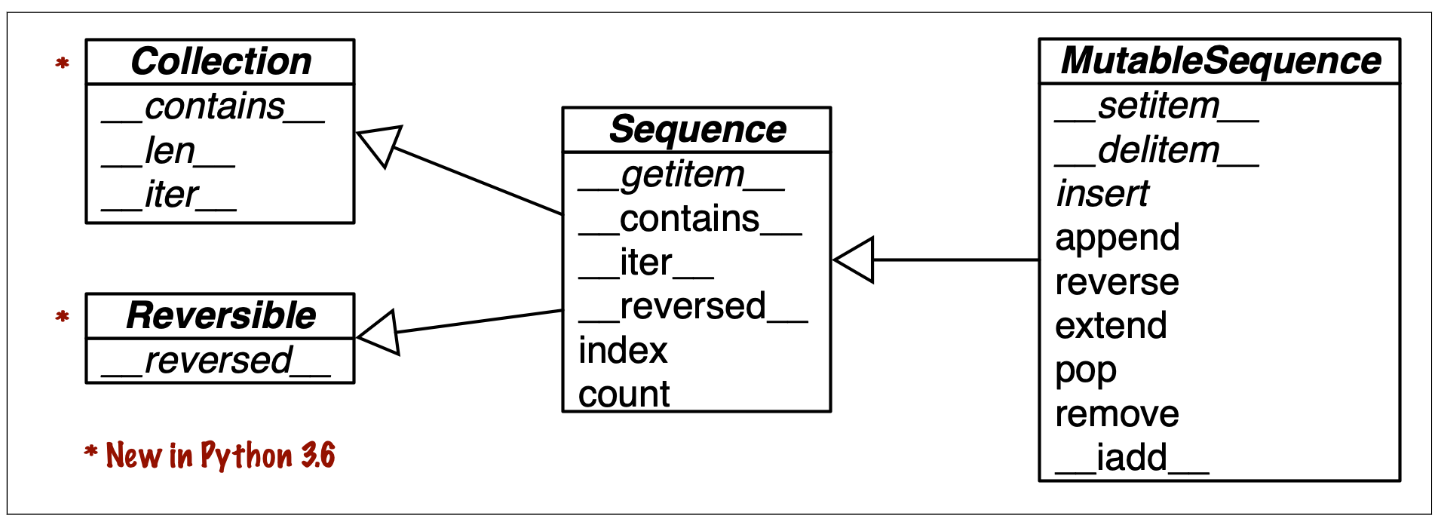 * Collection
__contains__
__len__
__iter__
* Reversible
__reversed__
* New in Python 3.6
Sequence
__getitem__
__contains__
__iter__
__reversed__
index
count
MutableSequence
__setitem__
__delitem__
insert
append
reverse
extend
pop
remove
__iadd__